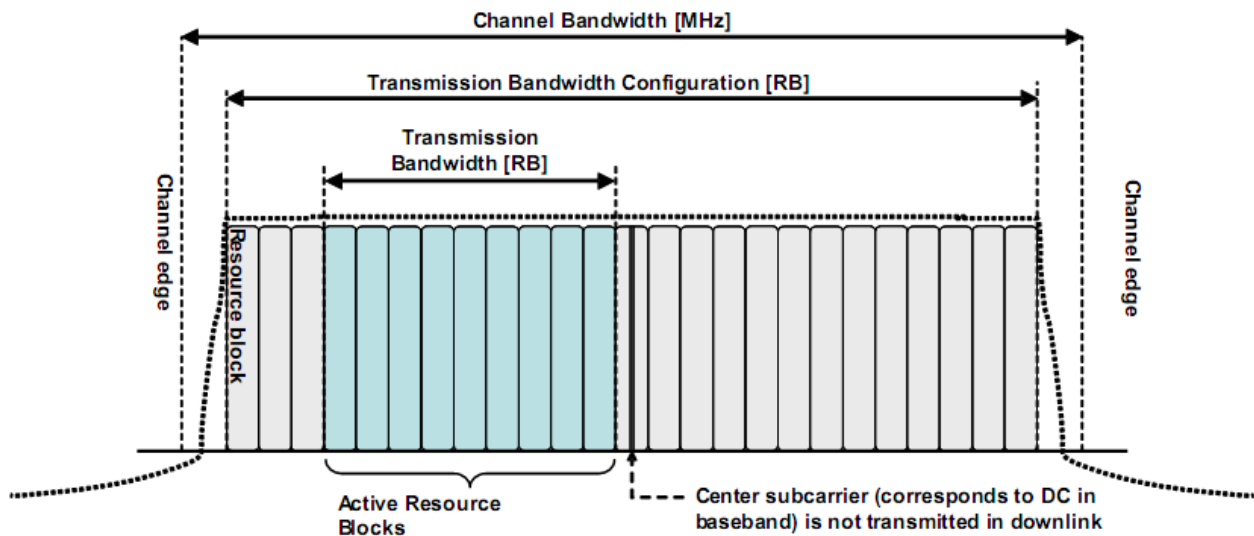 Channel Bandwidth [MHz]
Transmission Bandwidth Configuration [RB]
Transmission
Bandwidth [RB]
Channel edge
Resource block
Channel edge
Active Resource
Blocks
Center subcarrier (corresponds to DC in
baseband) is not transmitted in downlink